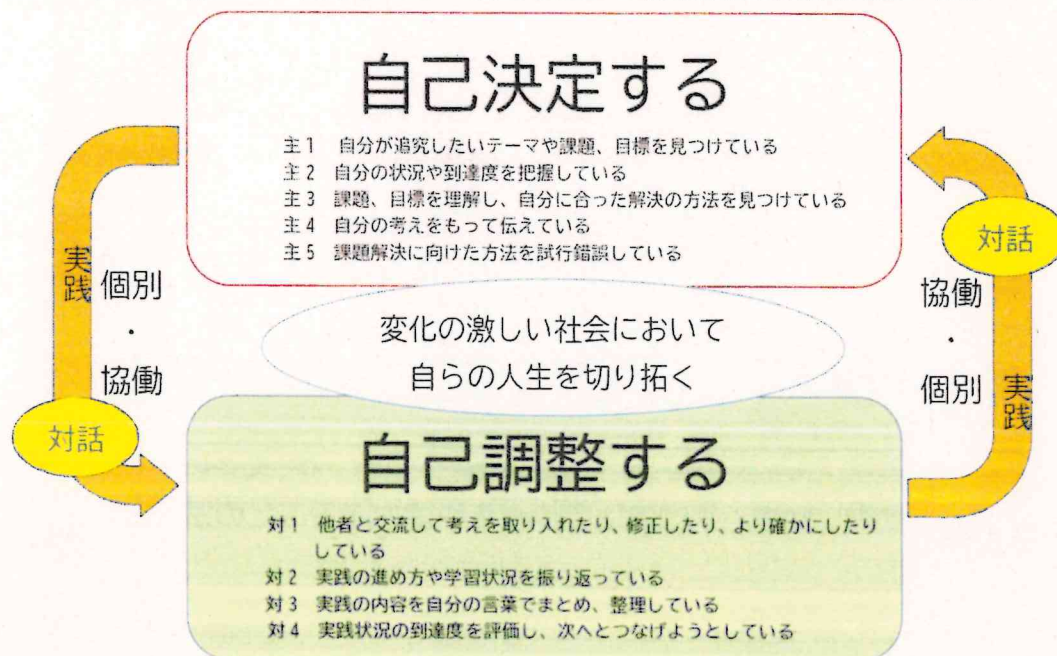 自己決定する
主1 自分が追究したいテーマや課題、目標を見つけている
主2 自分の状況や到達度を把握している
主3 課題、目標を理解し、自分に合った解決の方法を見つけている
主4 自分の考えをもって伝えている
主5 課題解決に向けた方法を試行錯誤している
実践
個別
・
協働
対話
変化の激しい社会において
自らの人生を切り拓く
対話
協働
・
個別
実践
自己調整する
対1 他者と交流して考えを取り入れたり、修正したり、より確かにしたり
している
対2 実践の進め方や学習状況を振り返っている
対3 実践の内容を自分の言葉でまとめ、整理している
対4 実践状況の到達度を評価し、次へとつなげようとしている